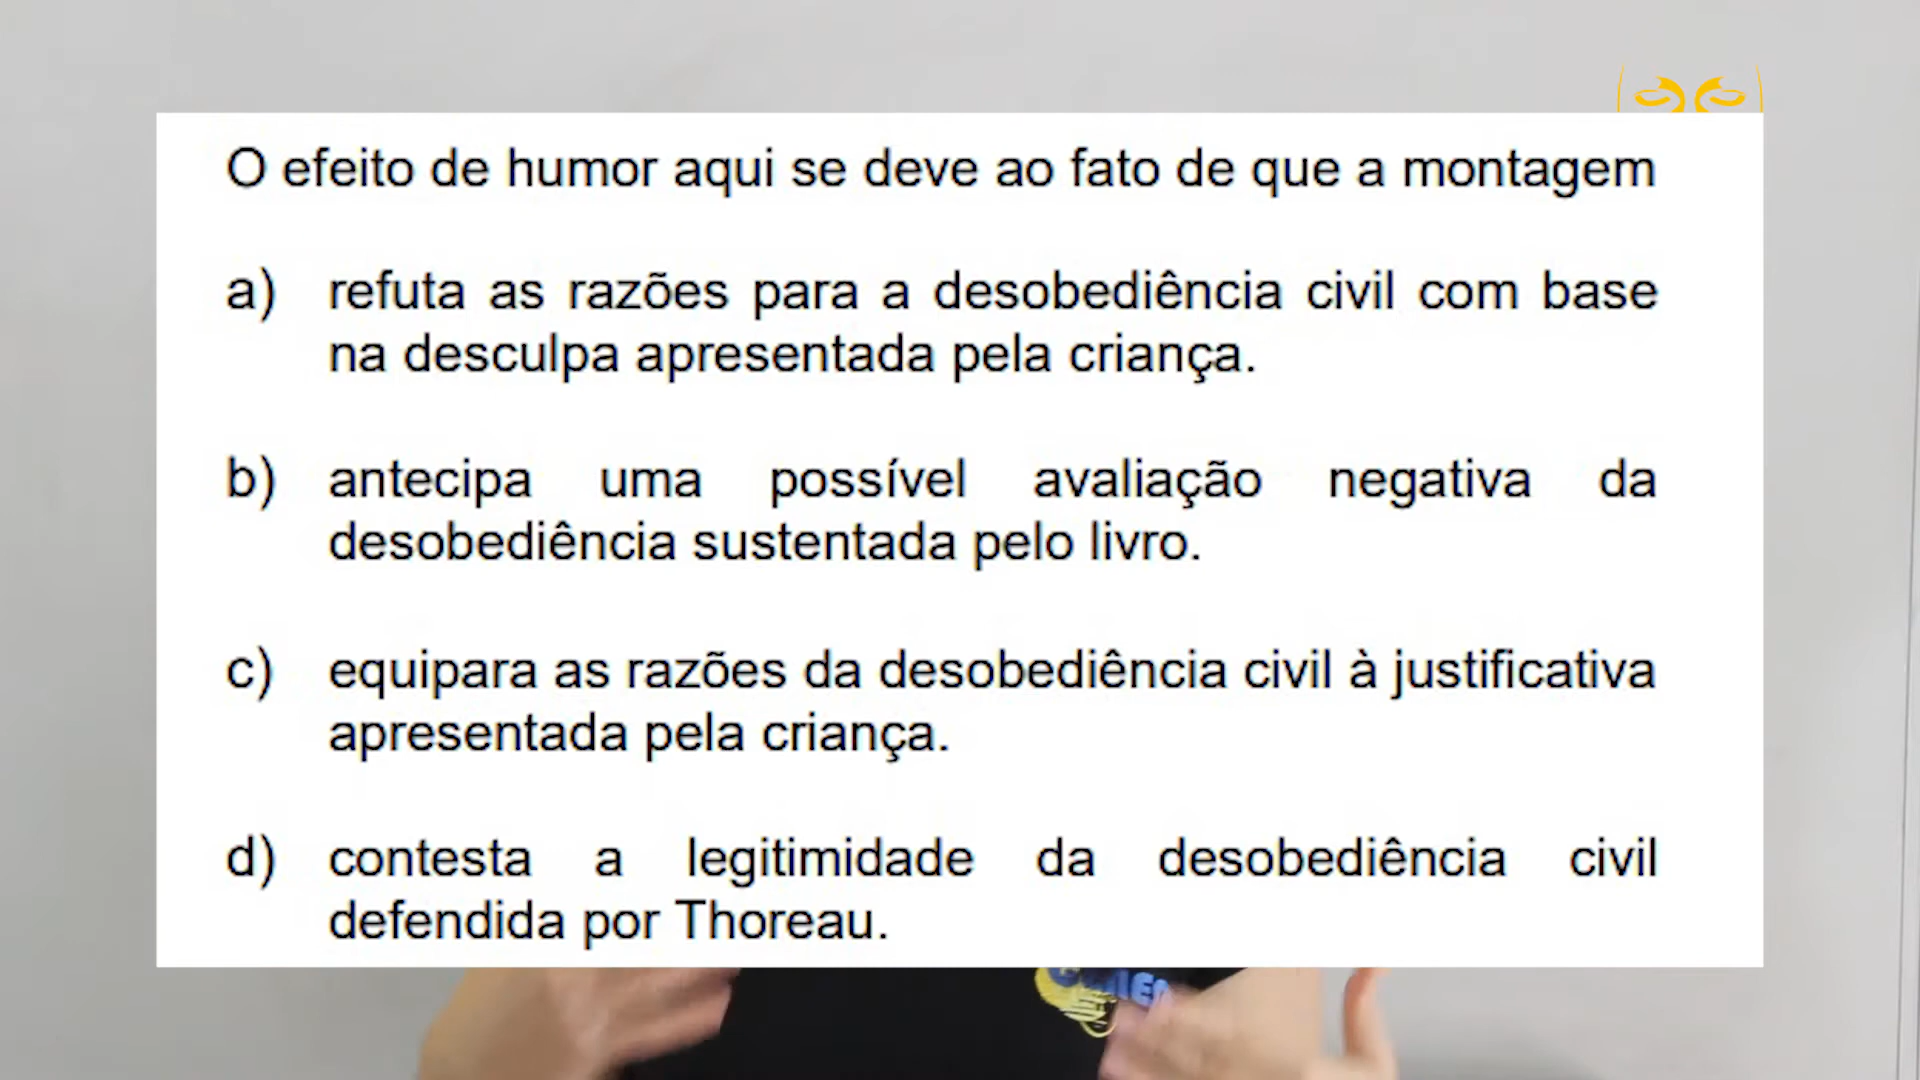 O efeito de humor aqui se deve ao fato de que a montagem
a) refuta as razões para a desobediência civil com base
na desculpa apresentada pela criança.
b) antecipa uma possível avaliação negativa da
desobediência sustentada pelo livro.
c) equipara as razões da desobediência civil à justificativa
apresentada pela criança.
d) contesta a legitimidade da desobediência civil
defendida por Thoreau.